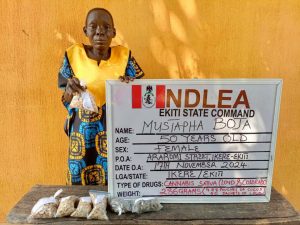 NDLEA
EKITI STATE COMMAND
NAME: MUSTAPHA BOJA
AGE: 50 YEARS OLD
SEX: FEMALE
P.O.A: ARAROMI STREET, IKERE-EKITI
DATE O.A: 17TH NOVEMBER 2024
LGA/STATE: IKERE/EKITI
TYPE OF DRUGS: CANNABIS SATIVA
WEIGHT: